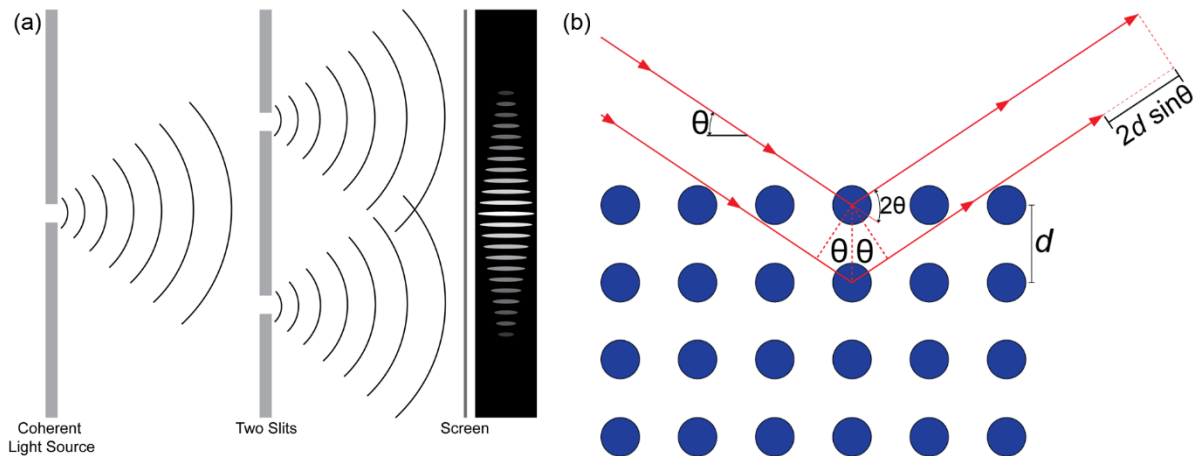 (a)
Coherent
Light Source
Two Slits
Screen
(b)
θ
2d sinθ
2θ
θ θ
d